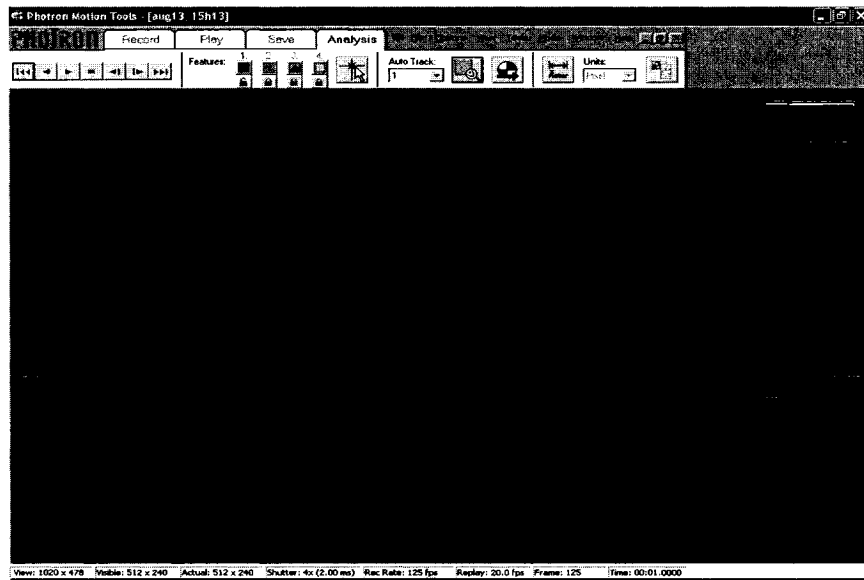 Photron Motion Tools - [aug13_15h13]
PHOTRON Record Play Save Analysis
Features: 1 2 3 4 Auto Track: Units:
1 Pixel
View: 1020 x 478 Visible: 512 x 240 Actual: 512 x 240 Shutter: 4x (2.00 ms) Rec Rate: 125 fps Replay: 20.0 fps Frame: 125 Time: 00:01.0000